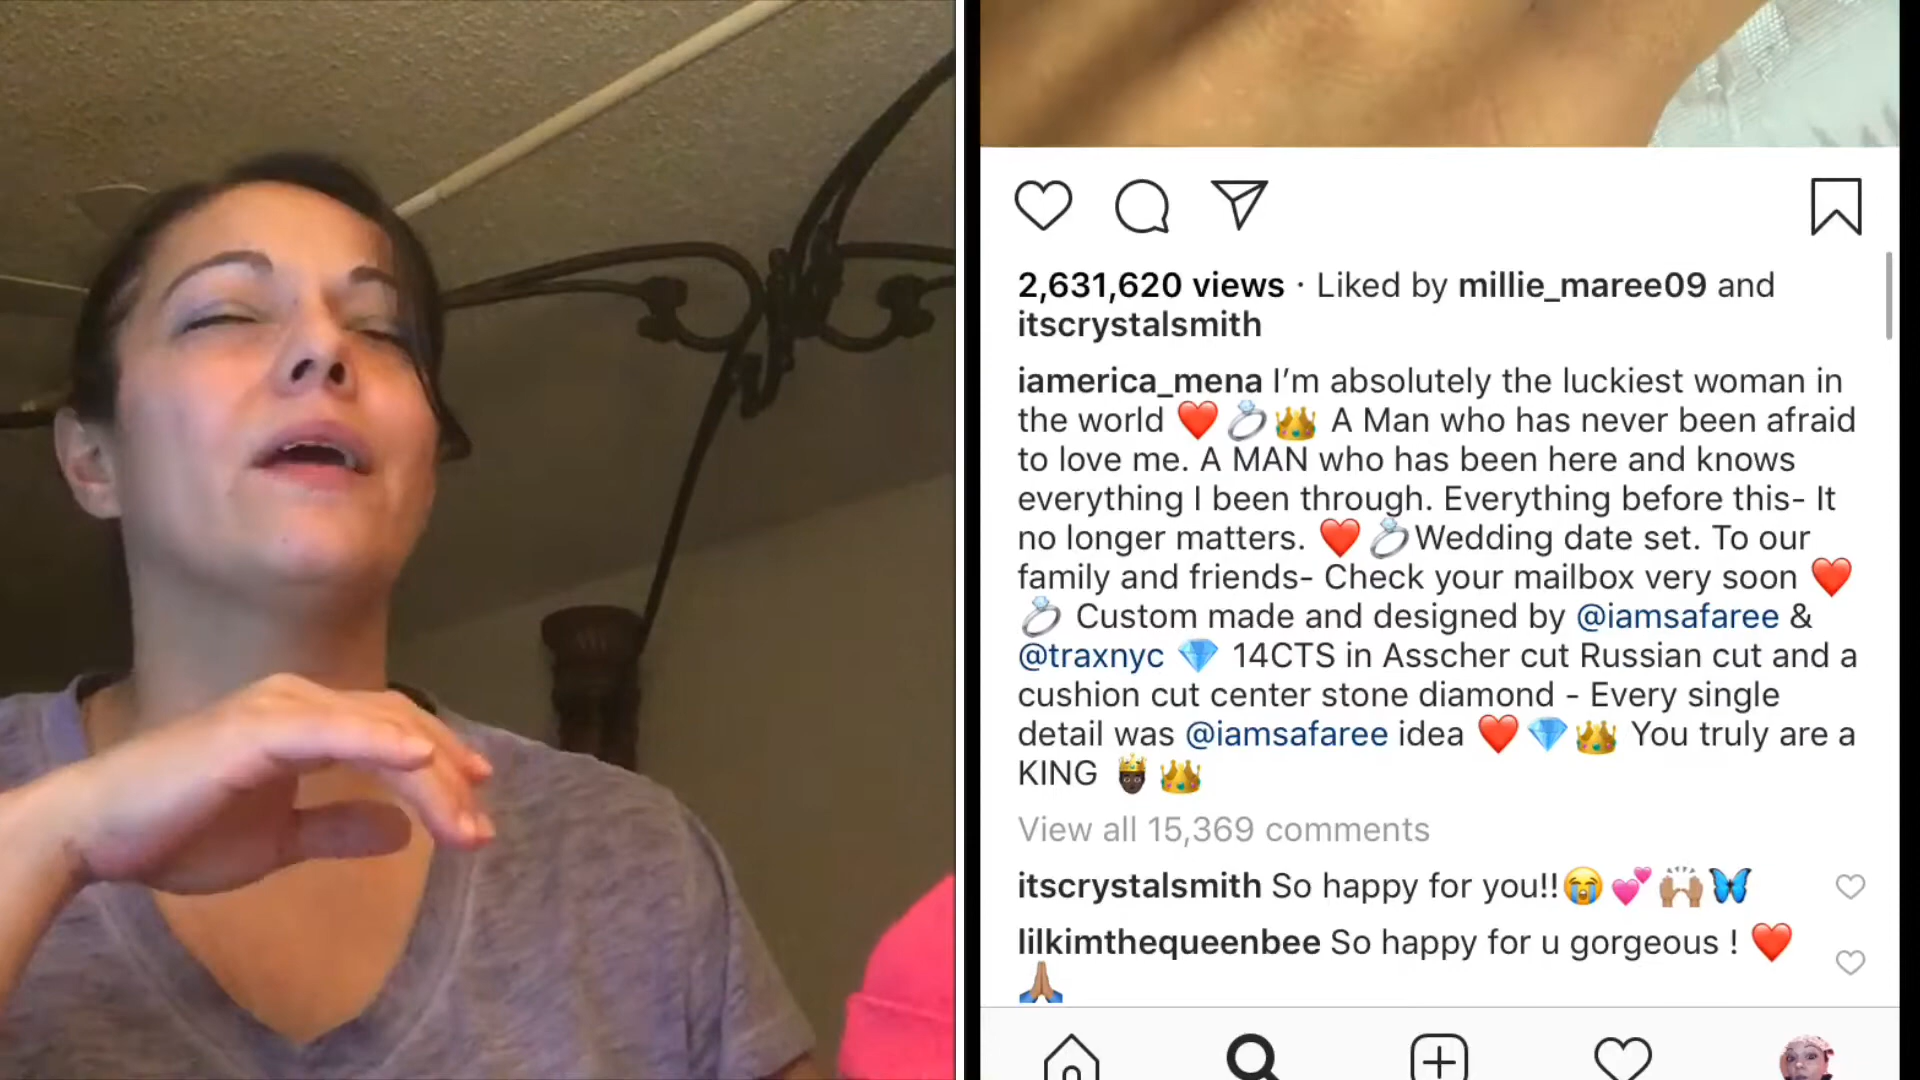 2,631,620 views · Liked by millie_maree09 and
itscrystalsmith
iamerica_mena I’m absolutely the luckiest woman in
the world ❤️💍👑 A Man who has never been afraid
to love me. A MAN who has been here and knows
everything I been through. Everything before this- It
no longer matters. ❤️💍Wedding date set. To our
family and friends- Check your mailbox very soon ❤️
💍 Custom made and designed by @iamsafaree &
@traxnyc 💎 14CTS in Asscher cut Russian cut and a
cushion cut center stone diamond - Every single
detail was @iamsafaree idea ❤️💎👑 You truly are a
KING 🤴🏿👑
View all 15,369 comments
itscrystalsmith So happy for you!!😭💕🙌🏽🦋
lilkimthequeenbee So happy for u gorgeous ! ❤️
🙏🏽